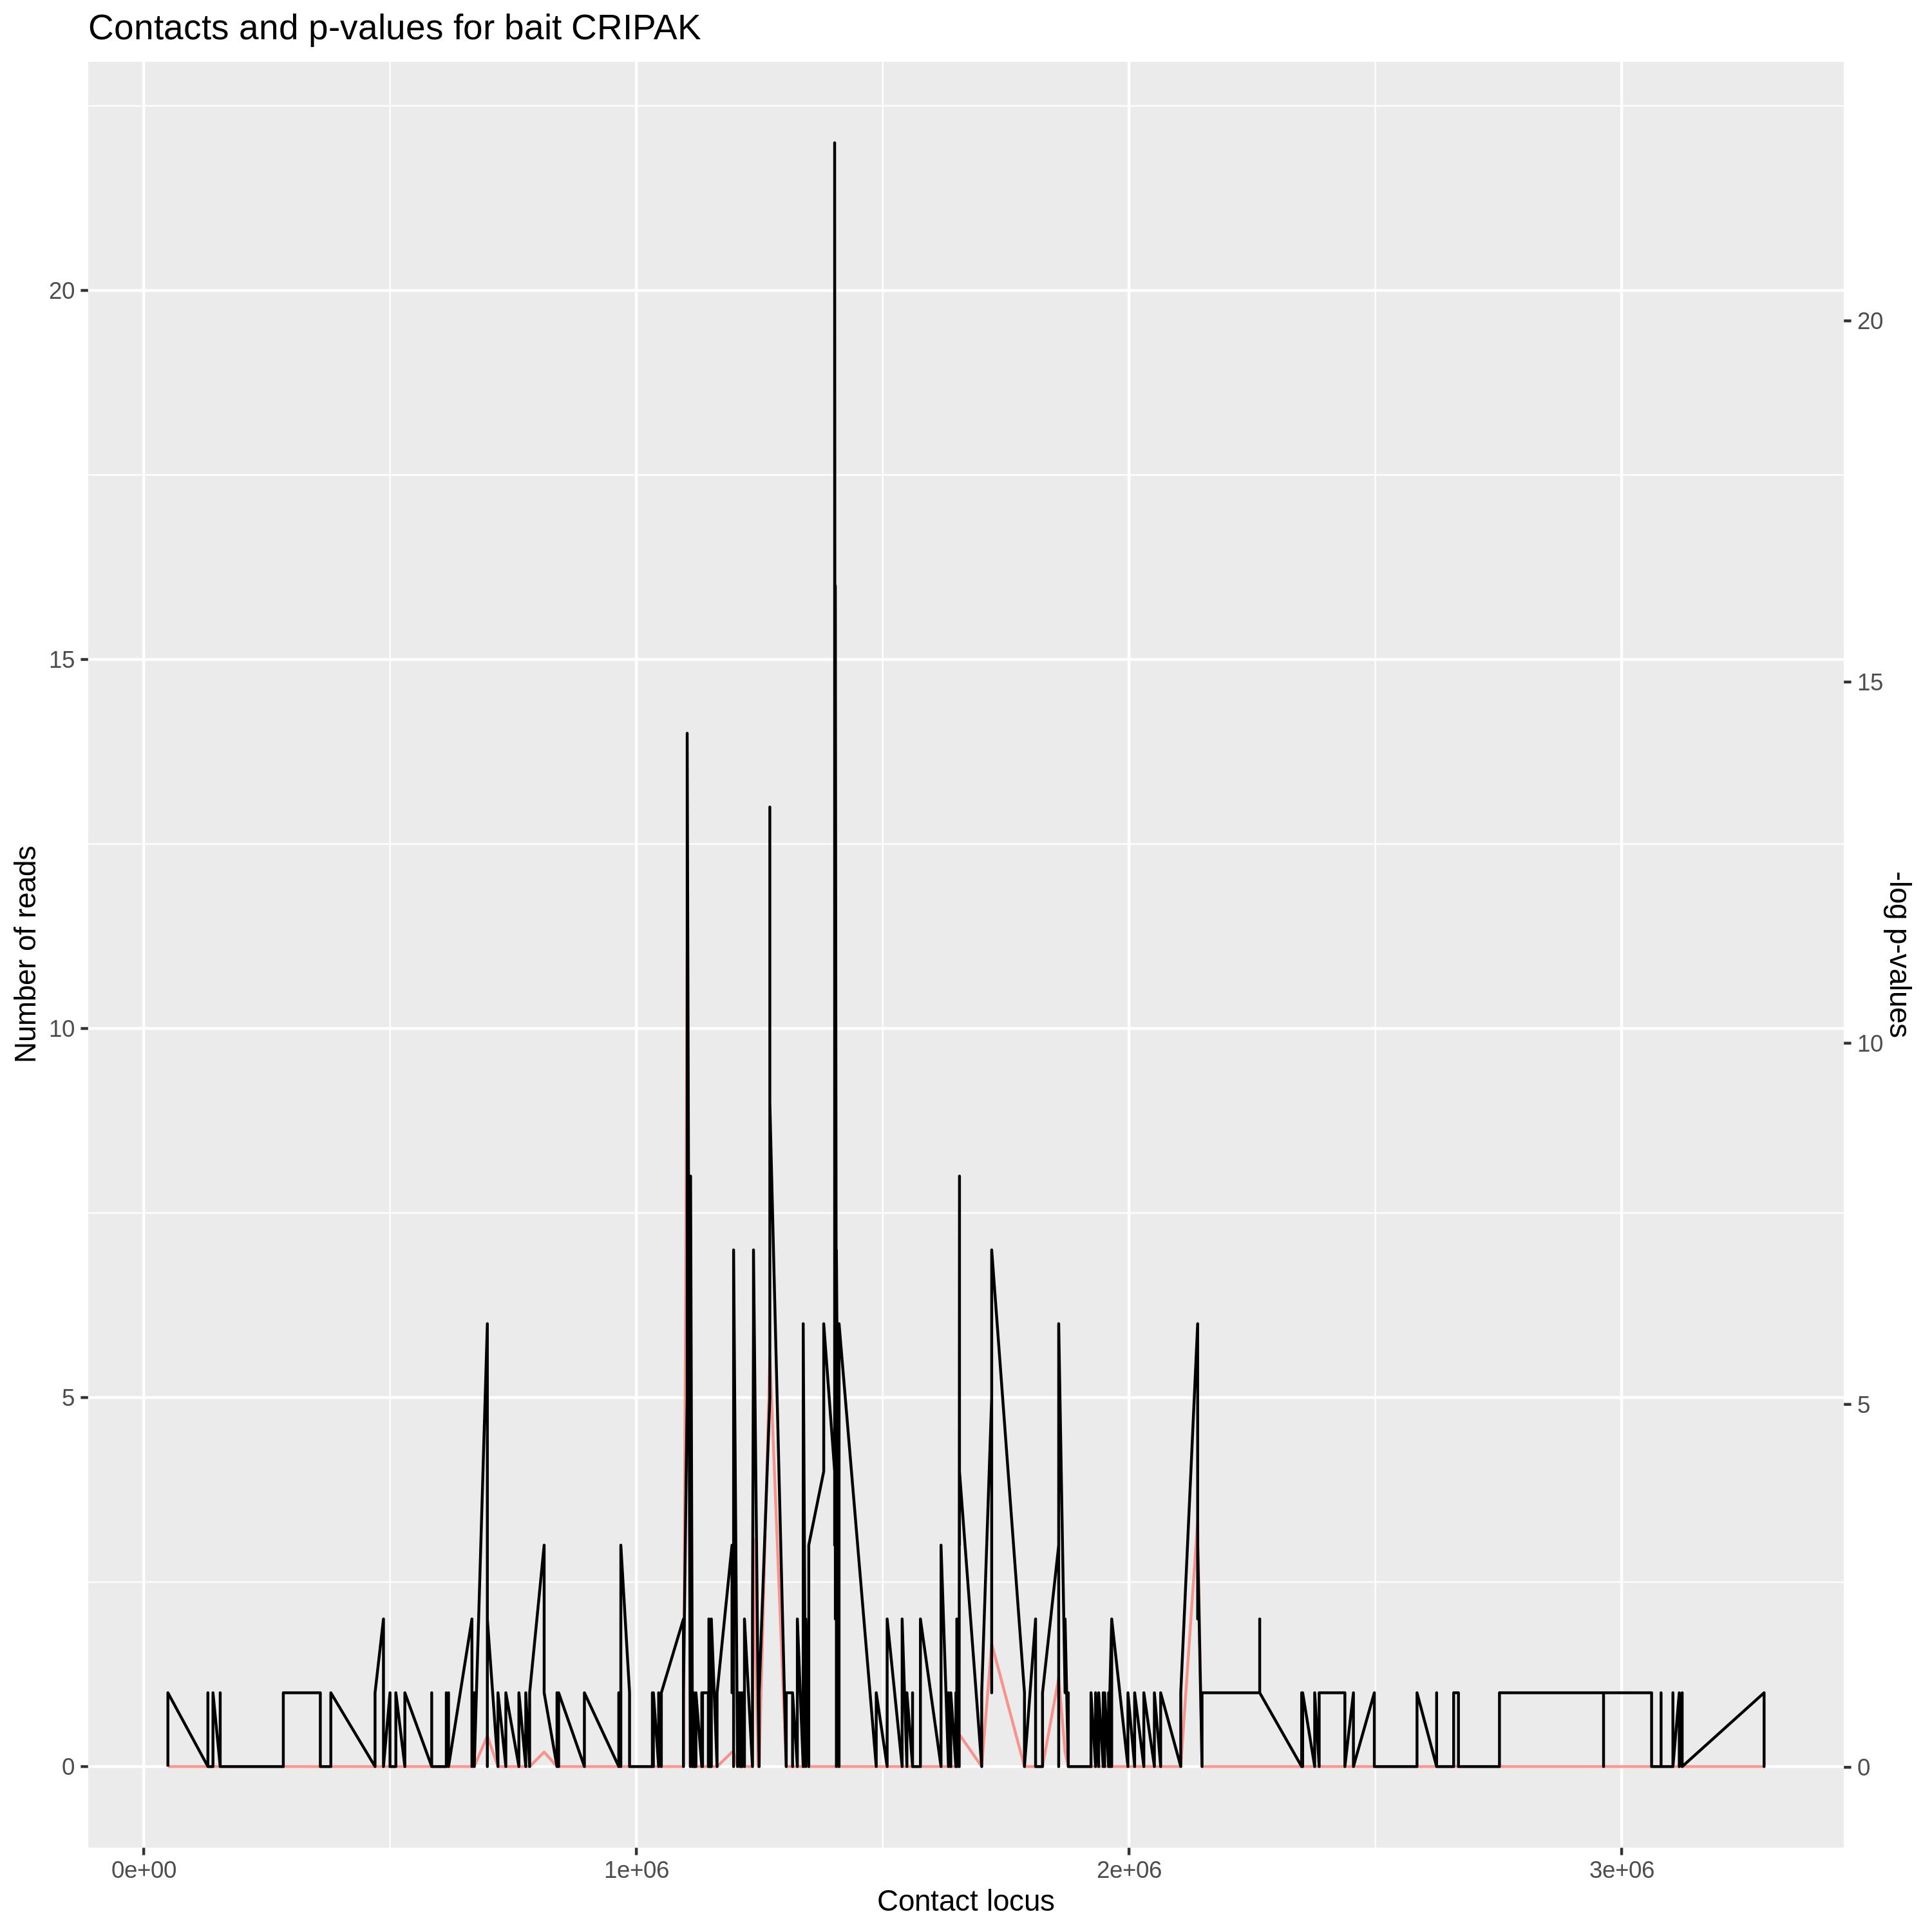 Contacts and p-values for bait CRIPAK
Number of reads
20
15
10
5
0
20
15
10
5
0
-log p-values
0e+00
1e+06
2e+06
3e+06
Contact locus